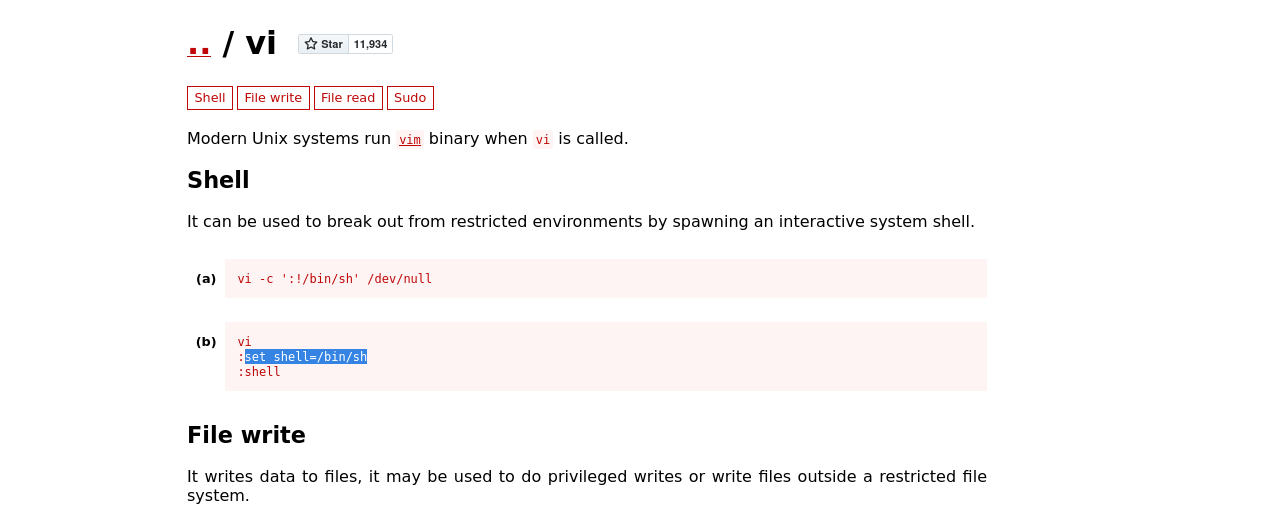 .. / vi Star 11,934
Shell File write File read Sudo
Modern Unix systems run vim binary when vi is called.
Shell
It can be used to break out from restricted environments by spawning an interactive system shell.
(a) vi -c ':!/bin/sh' /dev/null
(b) vi
:set shell=/bin/sh
:shell
File write
It writes data to files, it may be used to do privileged writes or write files outside a restricted file
system.